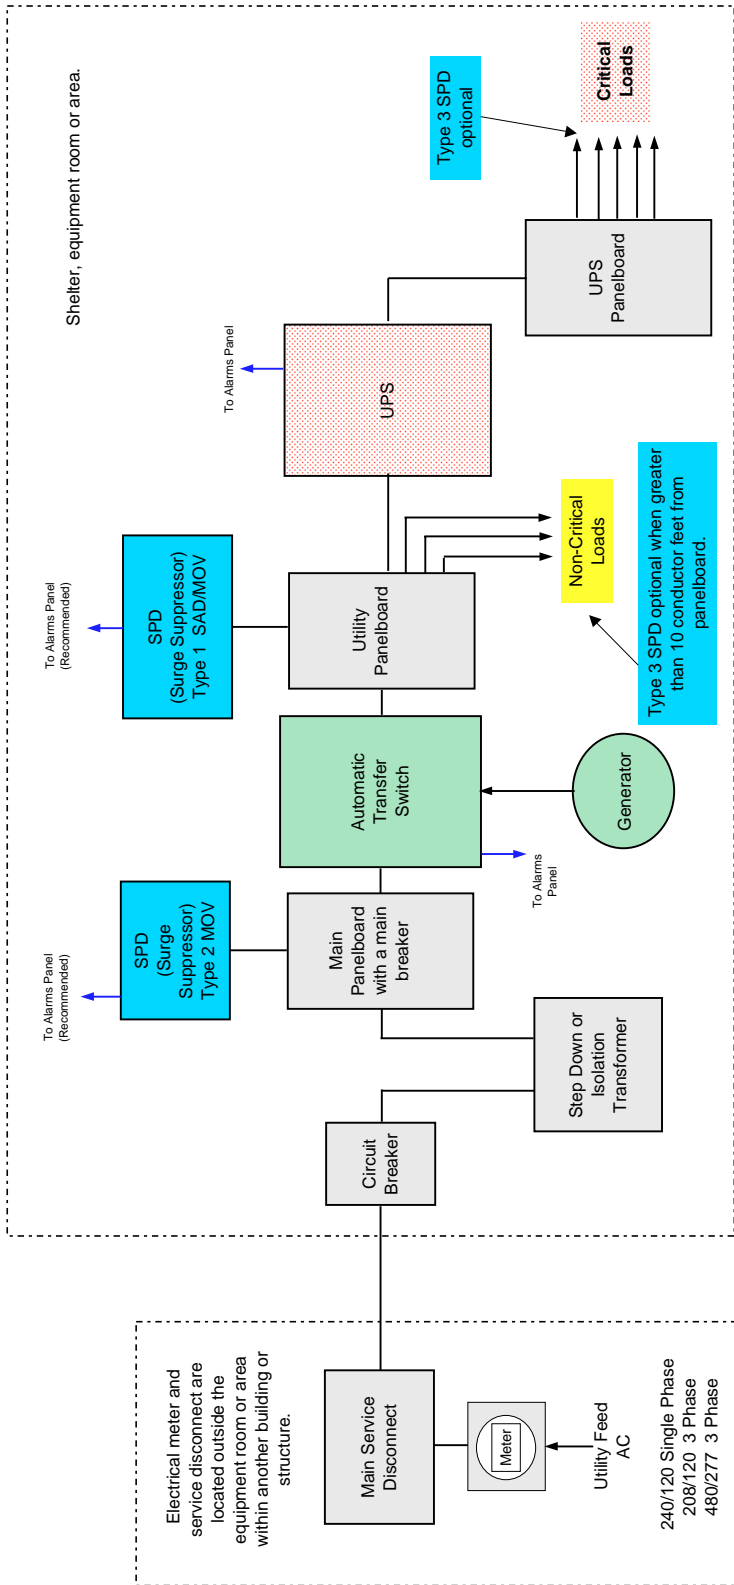 Shelter, equipment room or area.
Electrical meter and
service disconnect are
located outside the
equipment room or area
within another building or
structure.
Main Service
Disconnect
Meter
Utility Feed
AC
240/120 Single Phase
208/120  3 Phase
480/277  3 Phase
Circuit
Breaker
Step Down or
Isolation
Transformer
To Alarms Panel
(Recommended)
SPD
(Surge
Suppressor)
Type 2 MOV
Main
Panelboard
with a main
breaker
Automatic
Transfer
Switch
To Alarms
Panel
Generator
To Alarms Panel
(Recommended)
SPD
(Surge Suppressor)
Type 1  SAD/MOV
Utility
Panelboard
Non-Critical
Loads
Type 3 SPD optional when greater
than 10 conductor feet from
panelboard.
To Alarms Panel
UPS
UPS
Panelboard
Type 3 SPD
optional
Critical
Loads